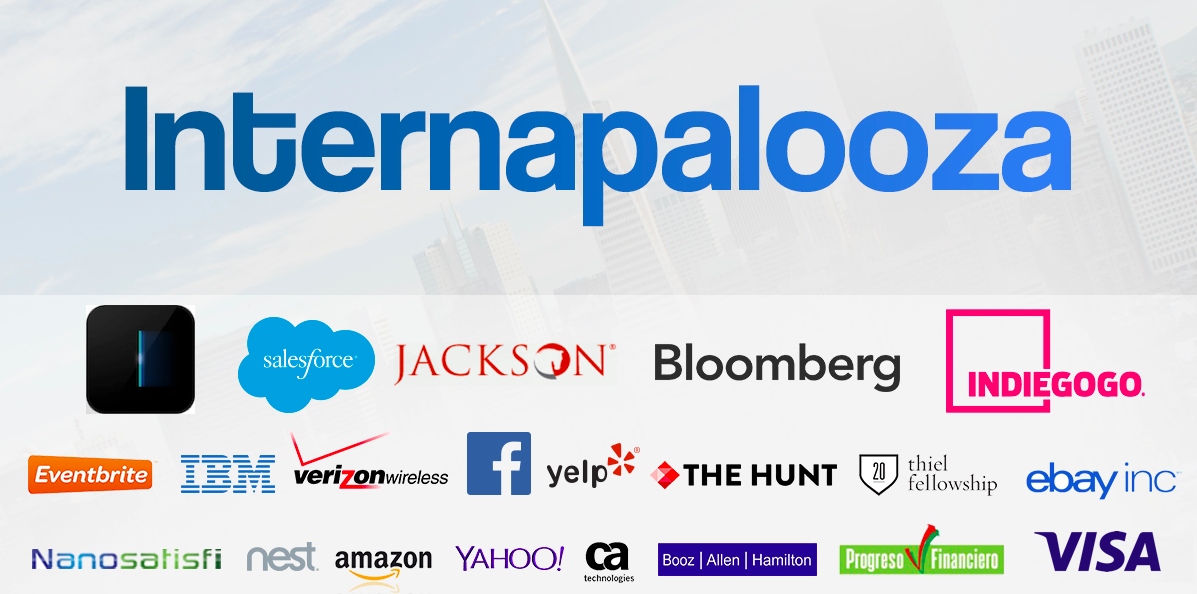 Internapalooza
salesforce JACKSON® Bloomberg INDIEGOGO.
Eventbrite IBM verizonwireless f yelp® THE HUNT 20 thiel fellowship ebay inc™
Nanosatisfi nest. amazon YAHOO! ca technologies Booz | Allen | Hamilton Progreso Financiero VISA